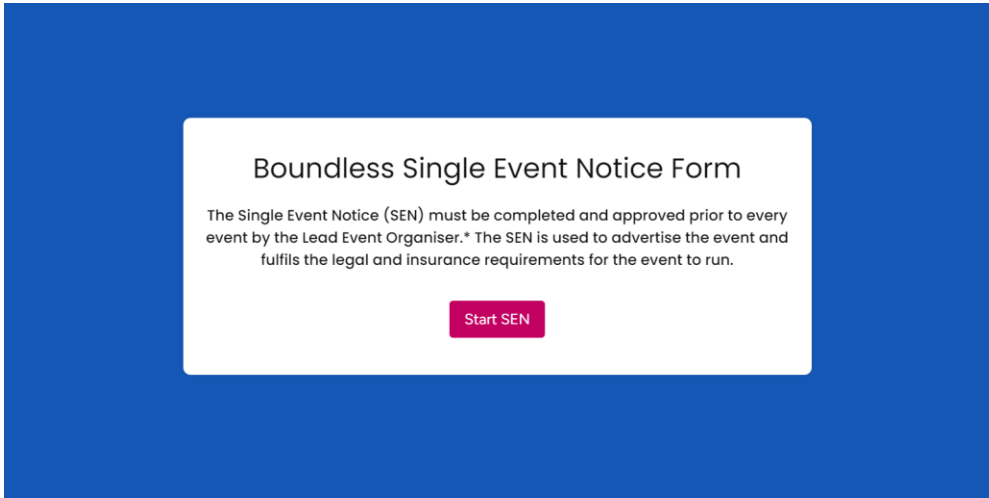 Boundless Single Event Notice Form
The Single Event Notice (SEN) must be completed and approved prior to every
event by the Lead Event Organiser.* The SEN is used to advertise the event and
fulfils the legal and insurance requirements for the event to run.
Start SEN